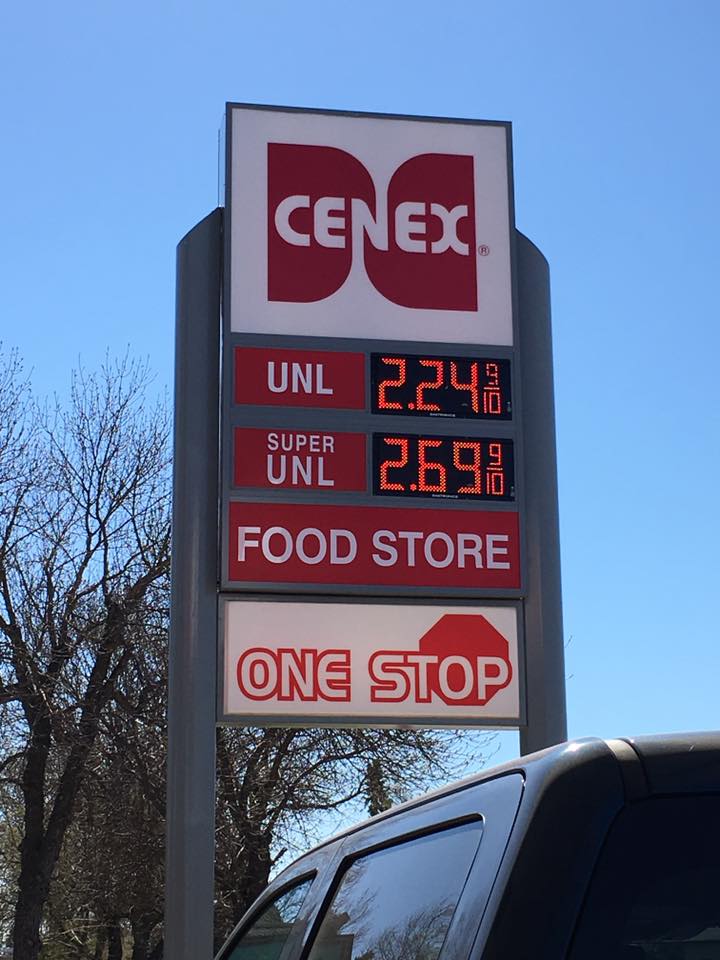 CENEX®
UNL 2.24 9/10
SUPER
UNL 2.69 9/10
FOOD STORE
ONE STOP